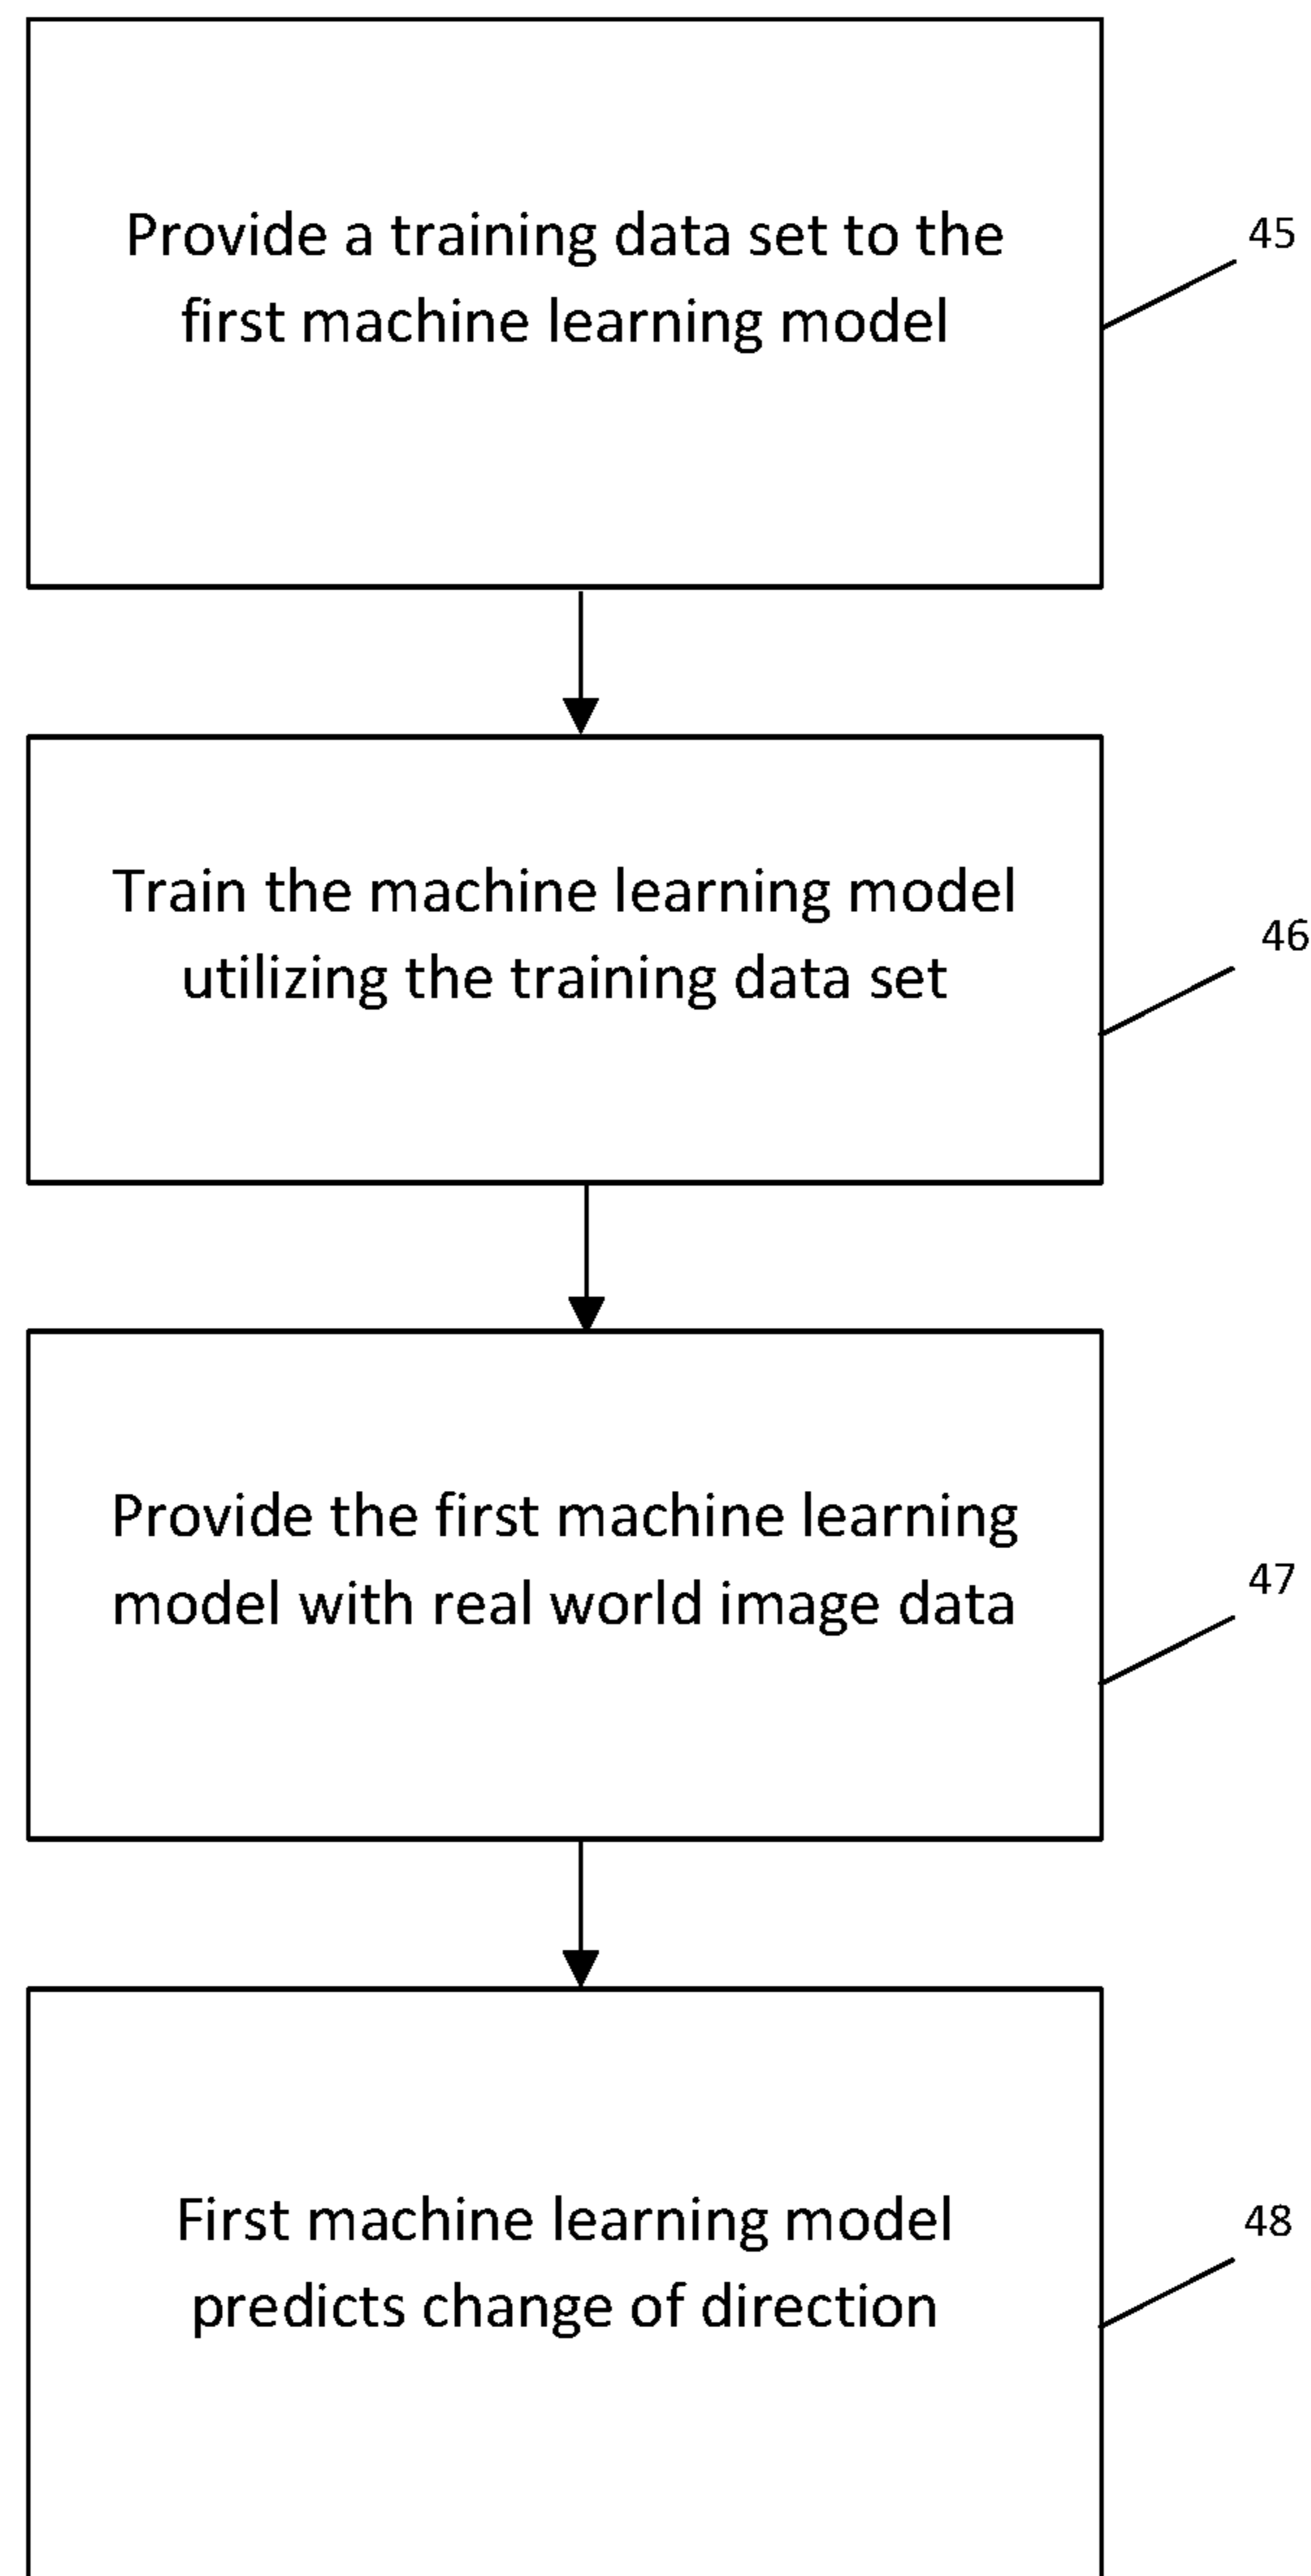 Provide a training data set to the
first machine learning model
45
Train the machine learning model
utilizing the training data set
46
Provide the first machine learning
model with real world image data
47
First machine learning model
predicts change of direction
48